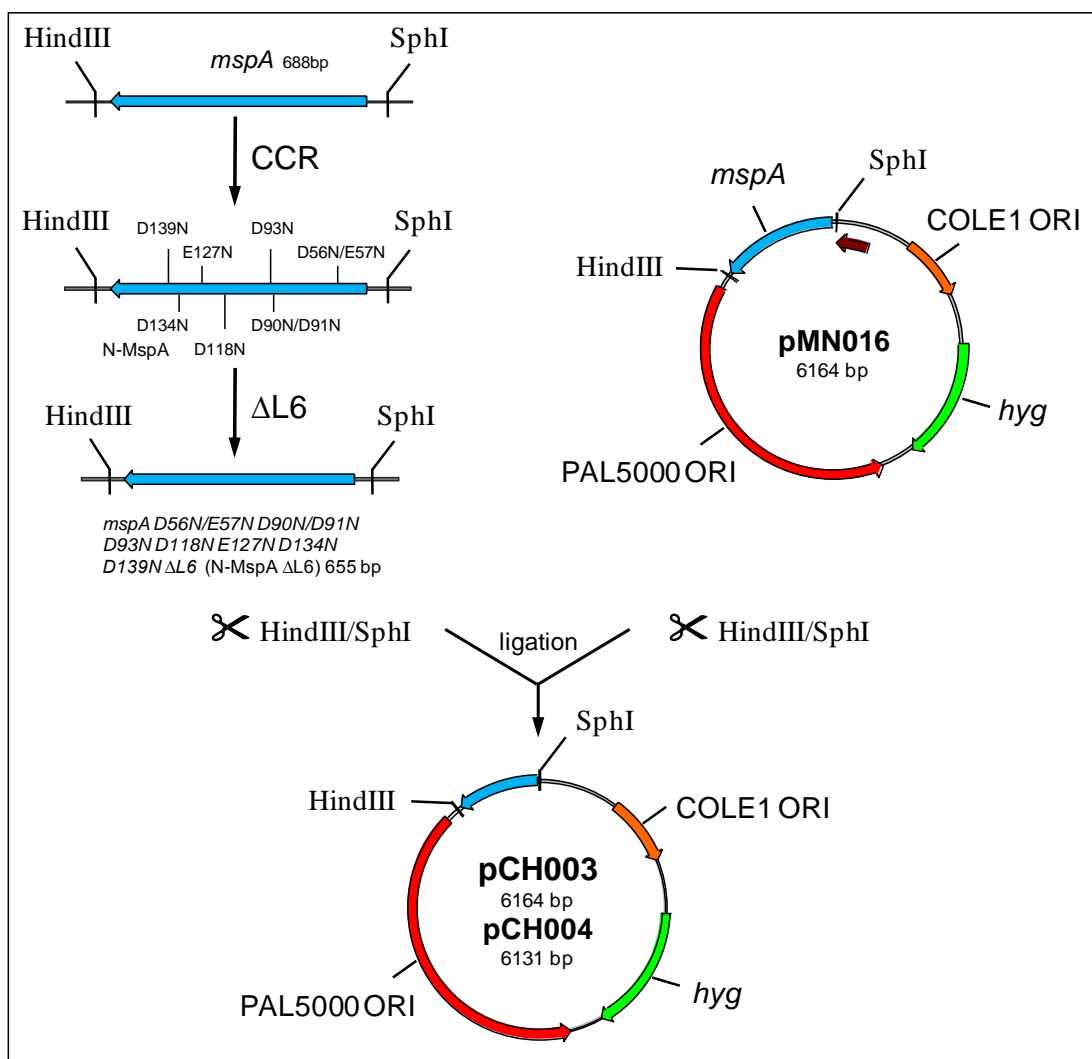 HindIII
SphI
mspA 688bp
CCR
HindIII
SphI
D139N
D93N
E127N
D56N/E57N
D134N
D90N/D91N
N-MspA
D118N
ΔL6
HindIII
SphI
mspA D56N/E57N D90N/D91N
D93N D118N E127N D134N
D139N ΔL6 (N-MspA ΔL6) 655 bp
SphI
mspA
COLE1 ORI
HindIII
pMN016
6164 bp
hyg
PAL5000 ORI
HindIII/SphI
ligation
HindIII/SphI
SphI
HindIII
COLE1 ORI
pCH003
6164 bp
pCH004
6131 bp
PAL5000 ORI
hyg